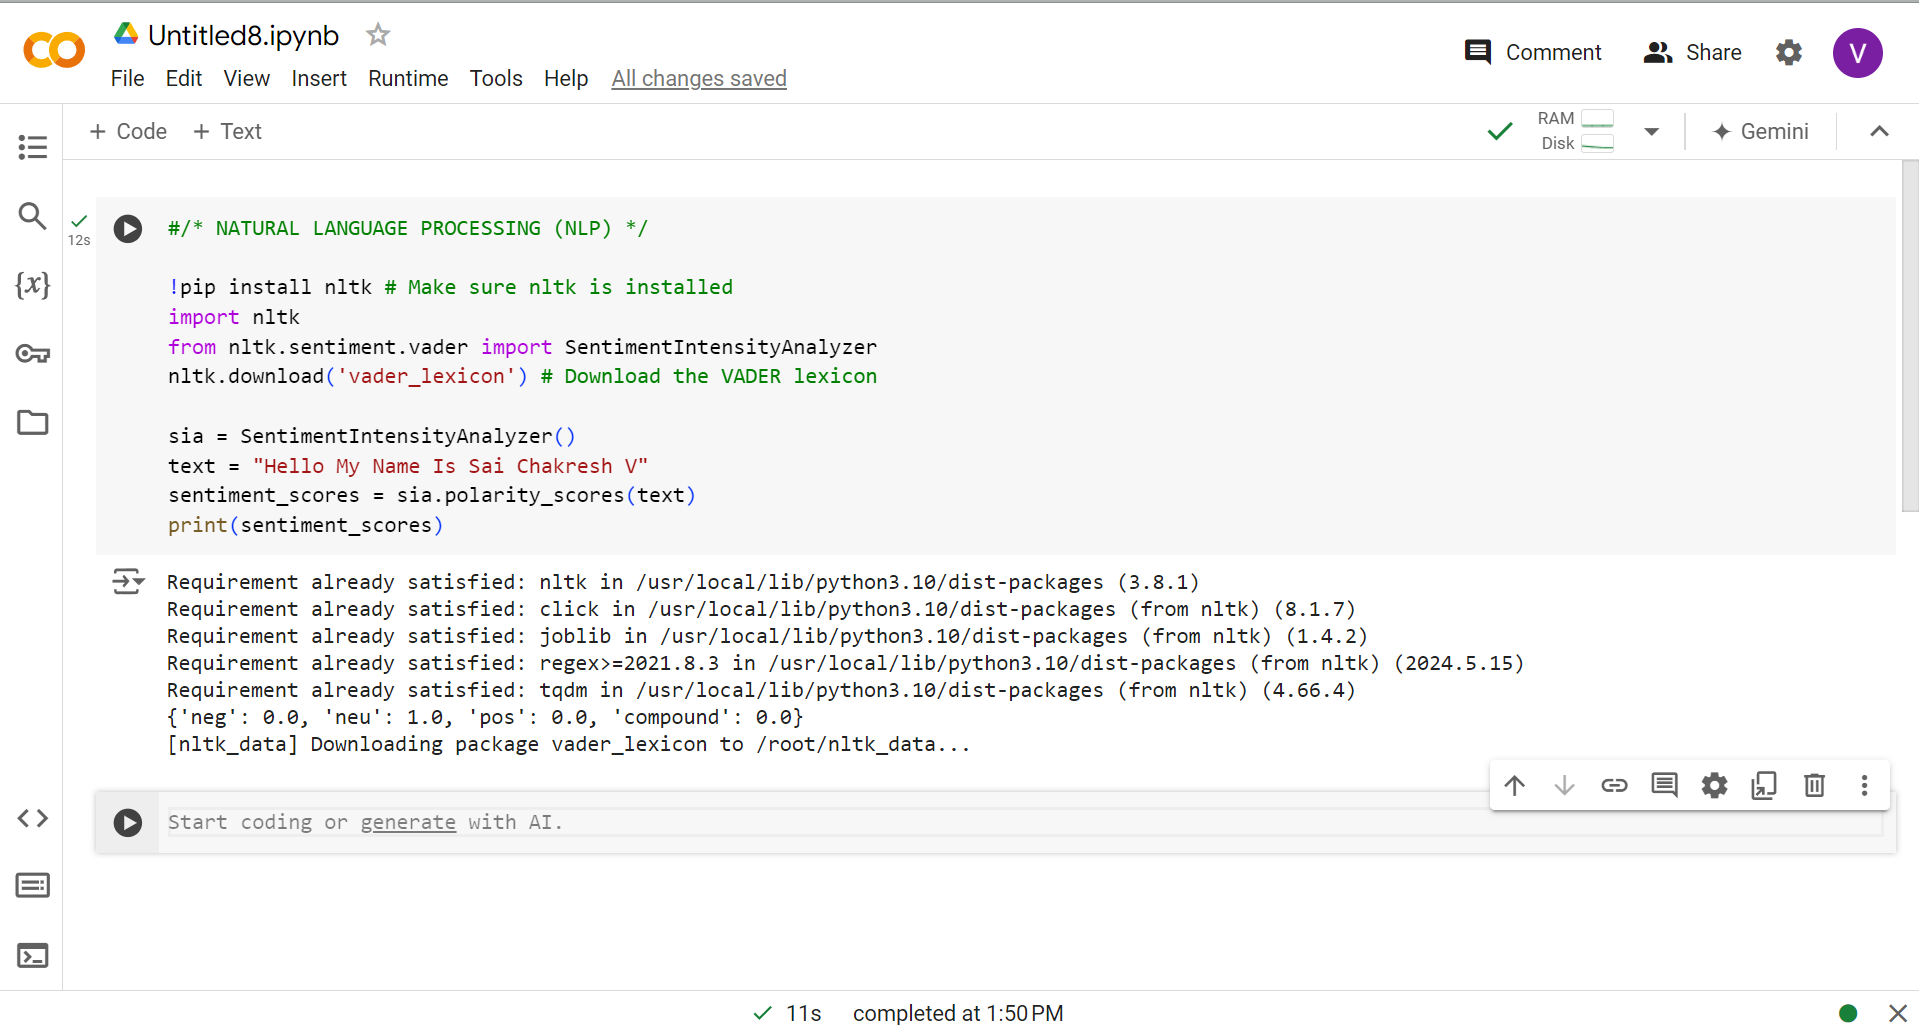 Untitled8.ipynb
File Edit View Insert Runtime Tools Help All changes saved
Comment Share V
+ Code + Text
RAM
Disk
Gemini
12s
#/* NATURAL LANGUAGE PROCESSING (NLP) */
!pip install nltk # Make sure nltk is installed
import nltk
from nltk.sentiment.vader import SentimentIntensityAnalyzer
nltk.download('vader_lexicon') # Download the VADER lexicon
sia = SentimentIntensityAnalyzer()
text = "Hello My Name Is Sai Chakresh V"
sentiment_scores = sia.polarity_scores(text)
print(sentiment_scores)
Requirement already satisfied: nltk in /usr/local/lib/python3.10/dist-packages (3.8.1)
Requirement already satisfied: click in /usr/local/lib/python3.10/dist-packages (from nltk) (8.1.7)
Requirement already satisfied: joblib in /usr/local/lib/python3.10/dist-packages (from nltk) (1.4.2)
Requirement already satisfied: regex>=2021.8.3 in /usr/local/lib/python3.10/dist-packages (from nltk) (2024.5.15)
Requirement already satisfied: tqdm in /usr/local/lib/python3.10/dist-packages (from nltk) (4.66.4)
{'neg': 0.0, 'neu': 1.0, 'pos': 0.0, 'compound': 0.0}
[nltk_data] Downloading package vader_lexicon to /root/nltk_data...
Start coding or generate with AI.
11s completed at 1:50 PM